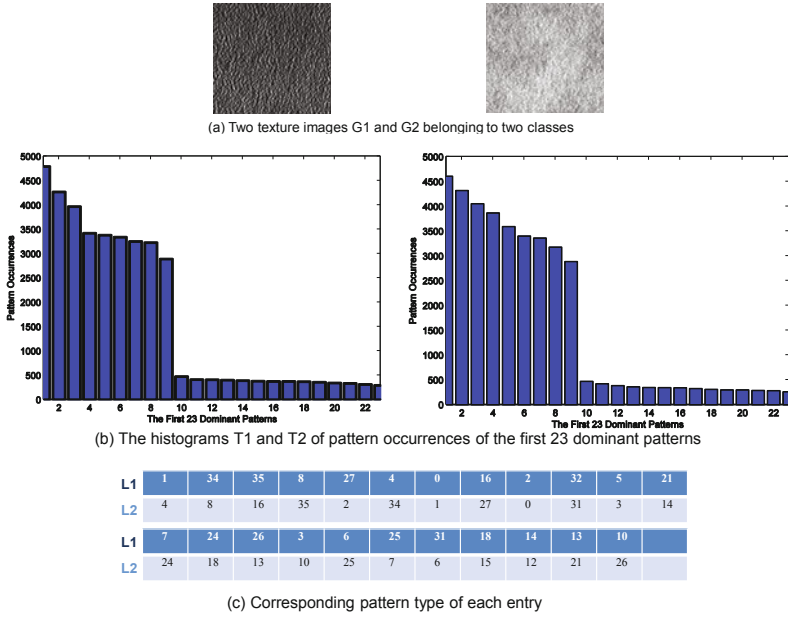 (a) Two texture images G1 and G2 belonging to two classes
5000
4500
4000
3500
3000
2500
2000
1500
1000
500
0
Pattern Occurrences
2 4 6 8 10 12 14 16 18 20 22
The First 23 Dominant Patterns
5000
4500
4000
3500
3000
2500
2000
1500
1000
500
0
Pattern Occurrences
2 4 6 8 10 12 14 16 18 20 22
The First 23 Dominant Patterns
(b) The histograms T1 and T2 of pattern occurrences of the first 23 dominant patterns
L1 1 34 35 8 27 4 0 16 2 32 5 21
L2 4 8 16 35 2 34 1 27 0 31 3 14
L1 7 24 26 3 6 25 31 18 14 13 10
L2 24 18 13 10 25 7 6 15 12 21 26
(c) Corresponding pattern type of each entry